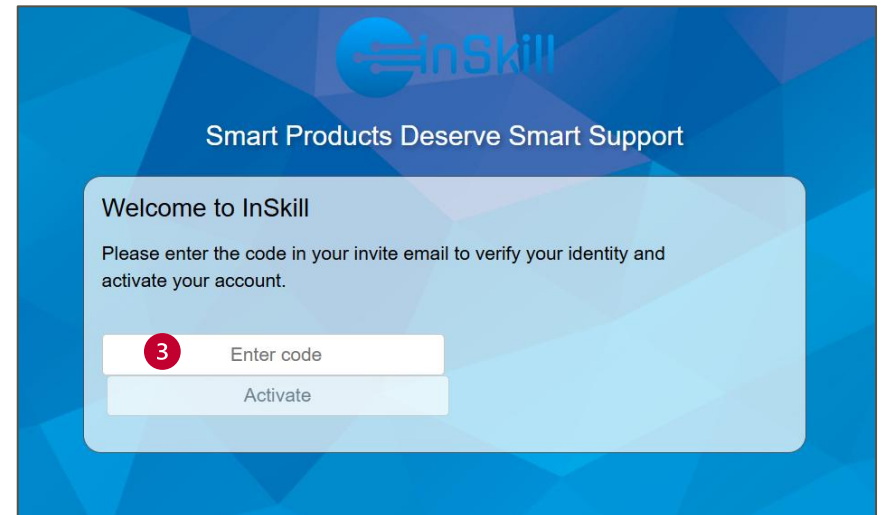 inSkill
Smart Products Deserve Smart Support
Welcome to InSkill
Please enter the code in your invite email to verify your identity and
activate your account.
3 Enter code
Activate